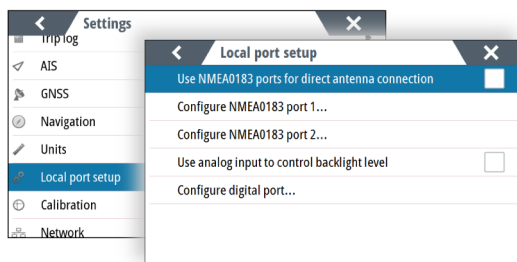 Settings
Trip log
AIS
GNSS
Navigation
Units
Local port setup
Calibration
Network
Local port setup
Use NMEA0183 ports for direct antenna connection
Configure NMEA0183 port 1...
Configure NMEA0183 port 2...
Use analog input to control backlight level
Configure digital port...